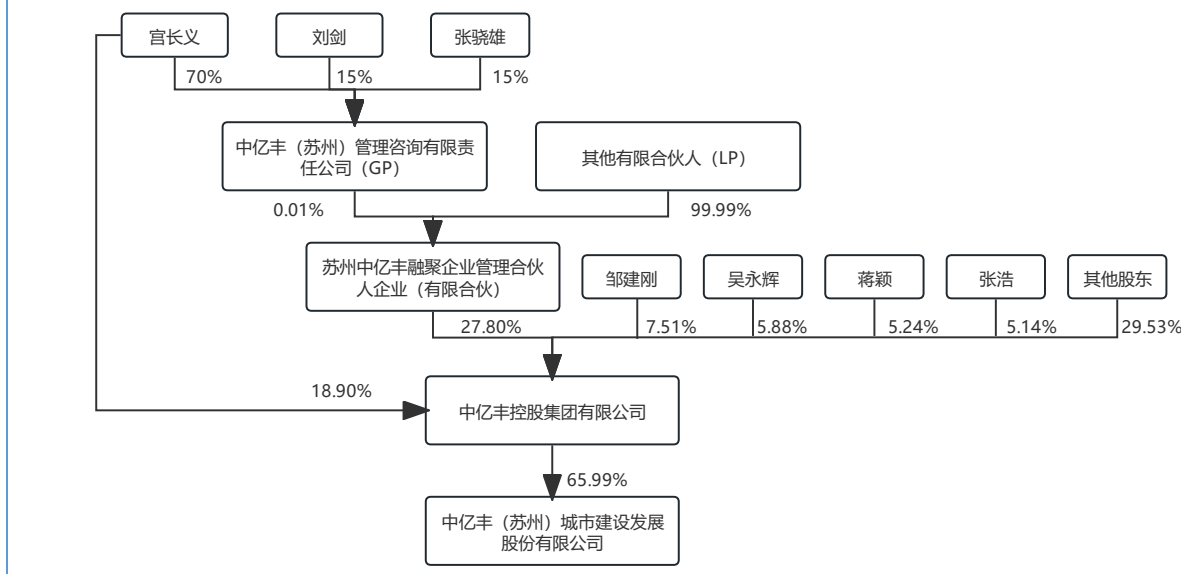 宫长义
刘剑
张骁雄
70%
15%
15%
中亿丰（苏州）管理咨询有限责
任公司（GP）
其他有限合伙人（LP）
0.01%
99.99%
苏州中亿丰融聚企业管理合伙
人企业（有限合伙）
邹建刚
吴永辉
蒋颖
张浩
其他股东
27.80%
7.51%
5.88%
5.24%
5.14%
29.53%
18.90%
中亿丰控股集团有限公司
65.99%
中亿丰（苏州）城市建设发展
股份有限公司